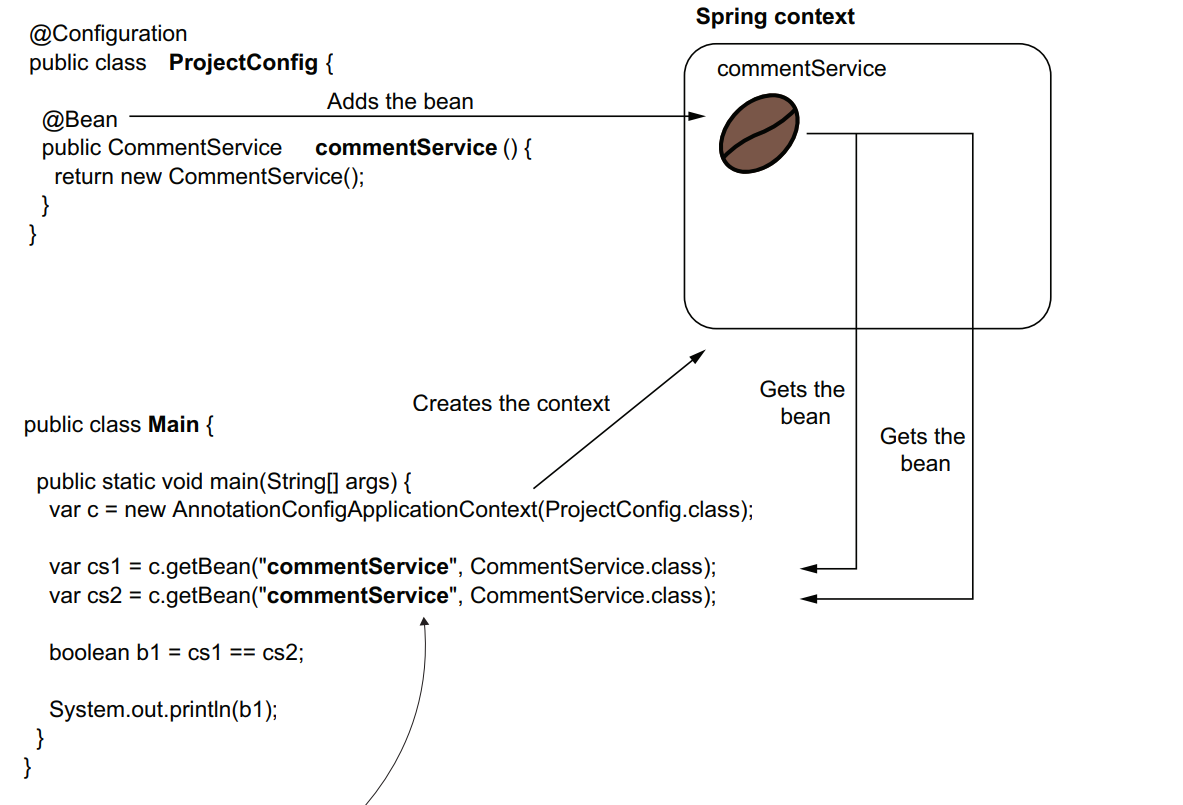 Spring context
@Configuration
public class ProjectConfig {
commentService
Adds the bean
@Bean
public CommentService commentService () {
return new CommentService();
}
}
Creates the context
Gets the
bean
Gets the
bean
public class Main {
public static void main(String[] args) {
var c = new AnnotationConfigApplicationContext(ProjectConfig.class);
var cs1 = c.getBean("commentService", CommentService.class);
var cs2 = c.getBean("commentService", CommentService.class);
boolean b1 = cs1 == cs2;
System.out.println(b1);
}
}